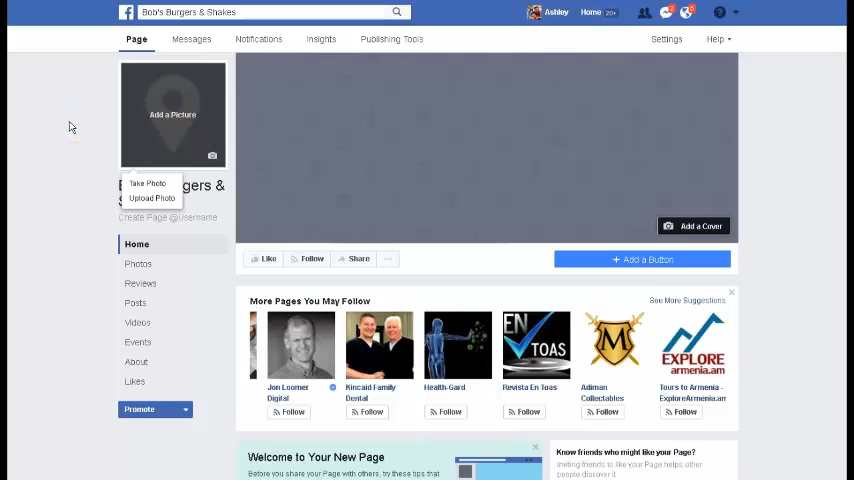 Bob's Burgers & Shakes
Ashley
Home 20+
Page
Messages
Notifications
Insights
Publishing Tools
Settings
Help
Add a Picture
Take Photo
Upload Photo
gers &
Create Page @Username
Add a Cover
Home
Photos
Reviews
Posts
Videos
Events
About
Likes
Promote
Like
Follow
Share
+ Add a Button
More Pages You May Follow
See More Suggestions
EN
TOAS
M
EXPLORE
armenia.am
Jon Loomer
Digital
Kincaid Family
Dental
Health-Gard
Revista En Toas
Adiman
Collectables
Tours to Armenia -
ExploreArmenia.am
Follow
Follow
Follow
Follow
Follow
Follow
Welcome to Your New Page
Before you share your Page with others, try these tips that
Know friends who might like your Page?
Inviting friends to like your Page helps other
people discover it